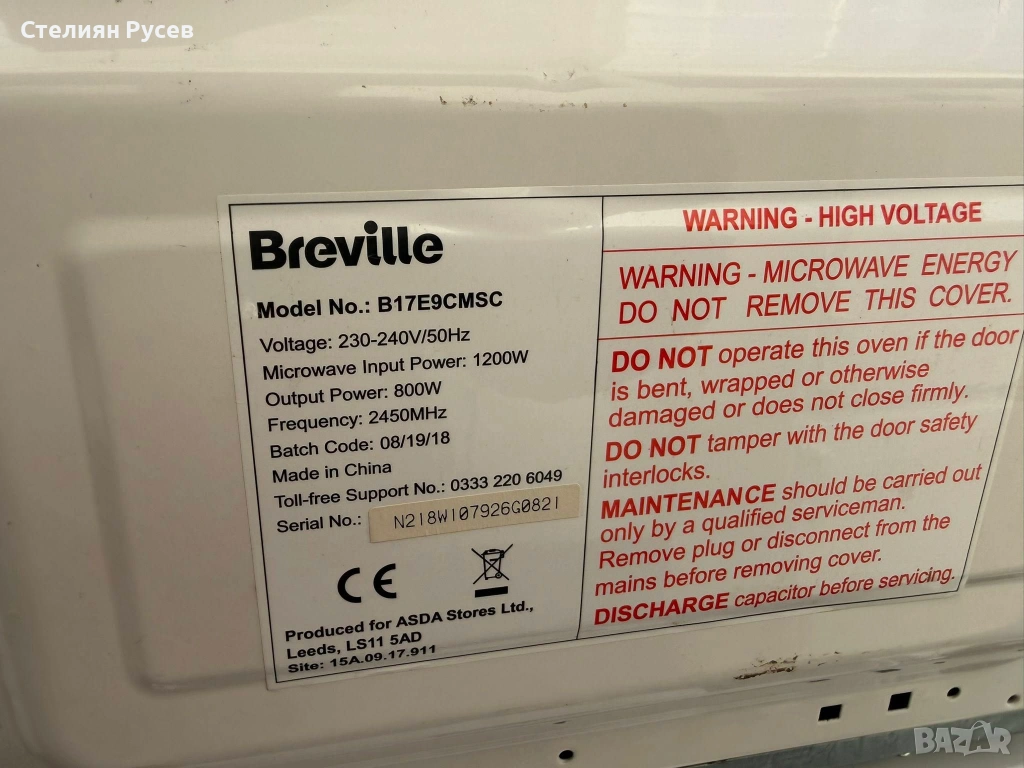 Стелиян Русев
Breville
Model No.: B17E9CMSC
Voltage: 230-240V/50Hz
Microwave Input Power: 1200W
Output Power: 800W
Frequency: 2450MHz
Batch Code: 08/19/18
Made in China
Toll-free Support No.: 0333 220 6049
Serial No.: N218W107926G0821
CE
Produced for ASDA Stores Ltd.,
Leeds, LS11 5AD
Site: 15A.09.17.911
WARNING - HIGH VOLTAGE
WARNING - MICROWAVE ENERGY
DO NOT REMOVE THIS COVER.
DO NOT operate this oven if the door
is bent, wrapped or otherwise
damaged or does not close firmly.
DO NOT tamper with the door safety
interlocks.
MAINTENANCE should be carried out
only by a qualified serviceman.
Remove plug or disconnect from the
mains before removing cover.
DISCHARGE capacitor before servicing.
BAZAR